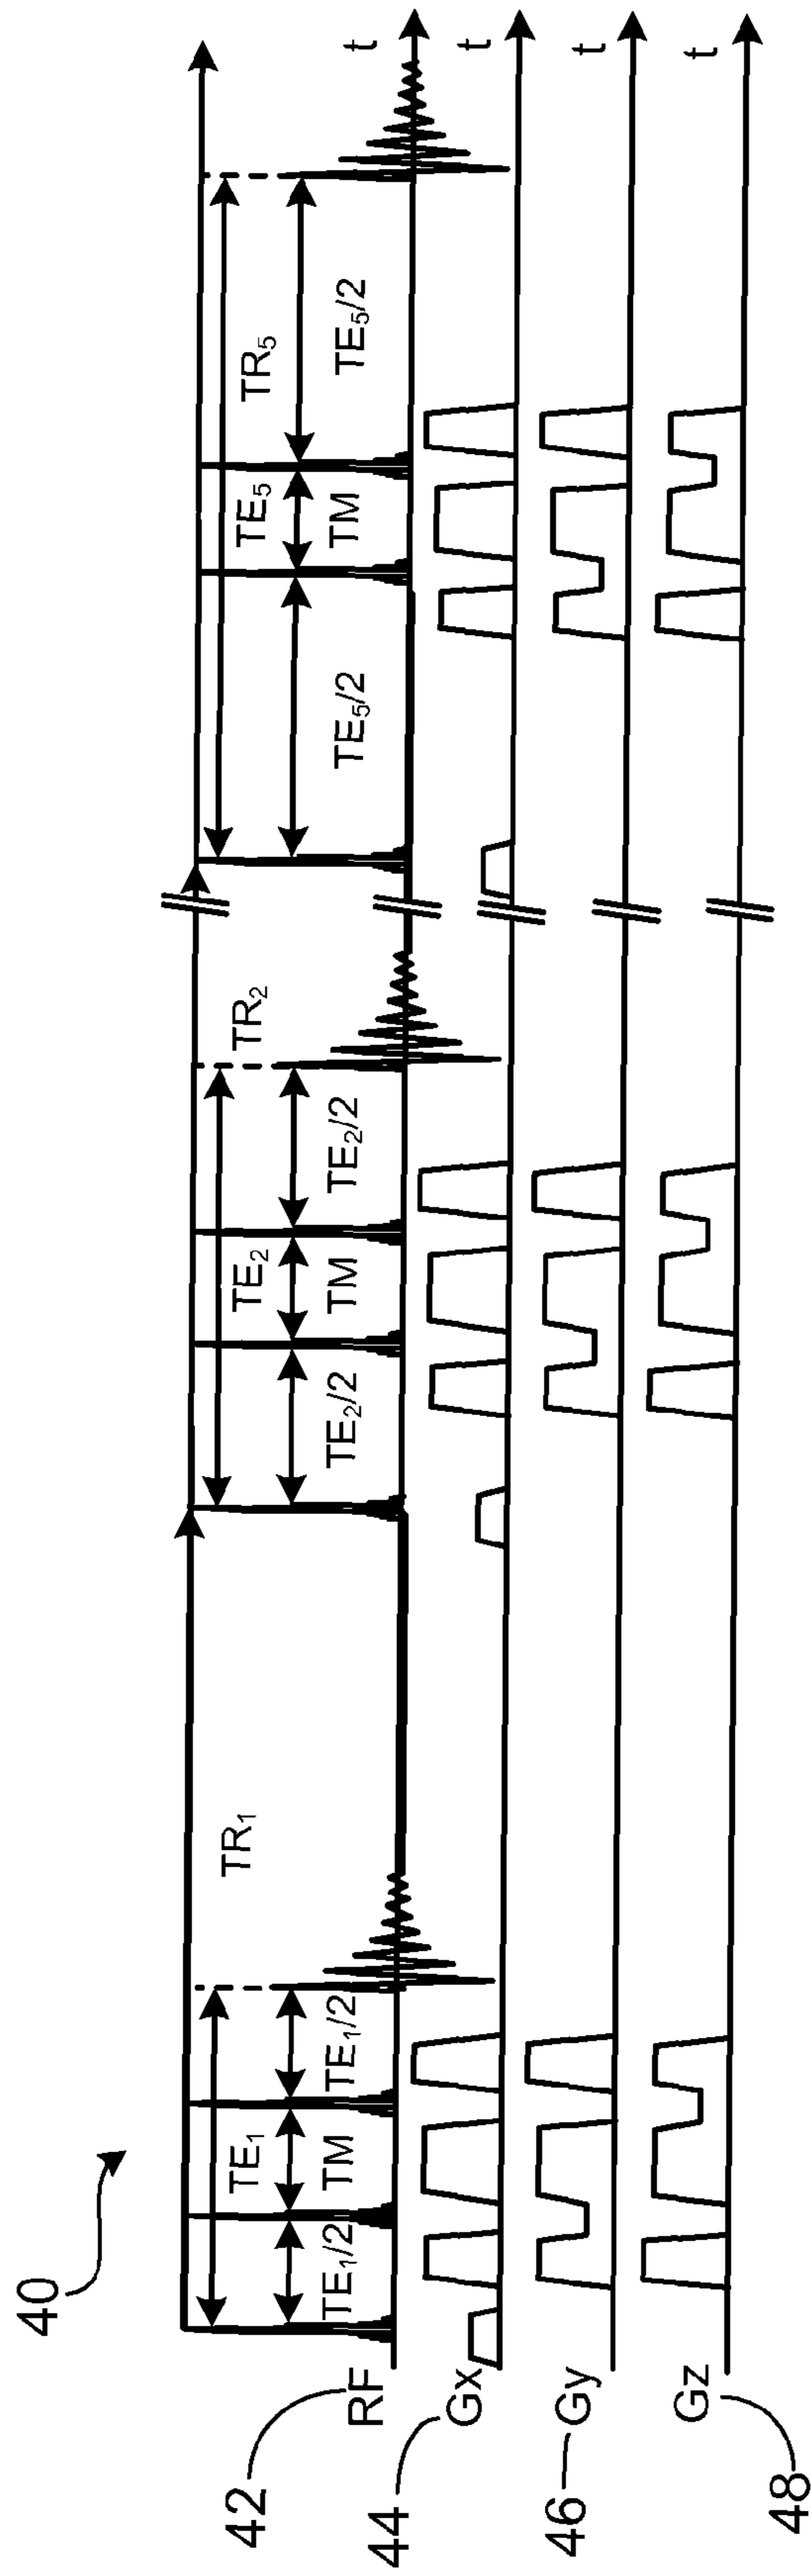 40
TR₁
TR₂
TR₅
TE₁
TE₂
TE₅
TE₁/2
TM
TE₁/2
TE₂/2
TM
TE₂/2
TE₅/2
TM
TE₅/2
42
RF
t
44
Gx
t
46
Gy
t
48
Gz
t